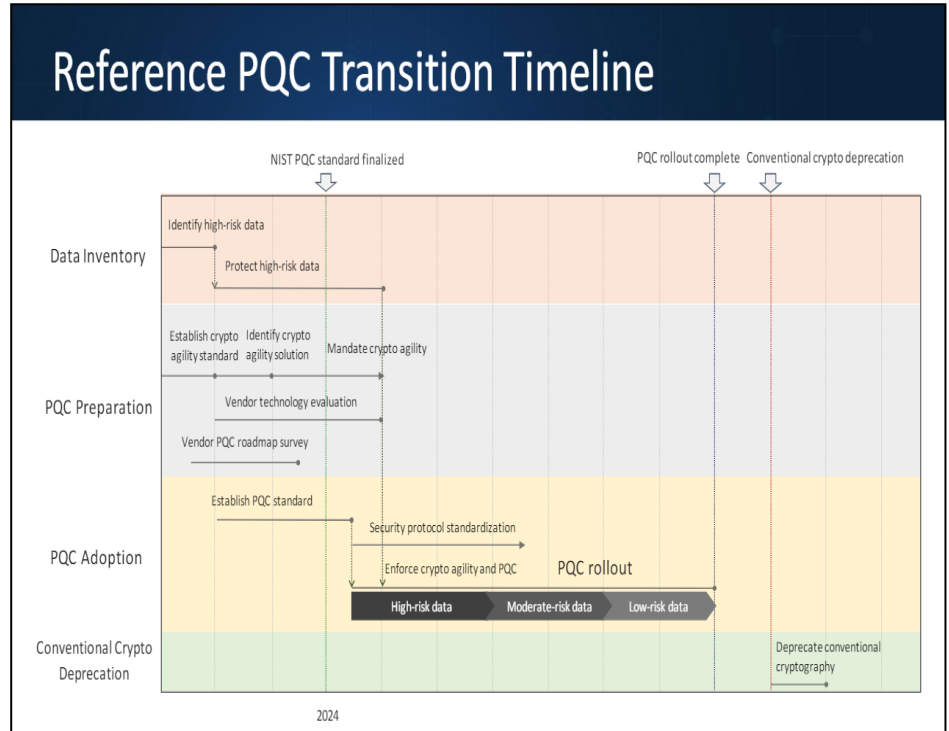 Reference PQC Transition Timeline
NIST PQC standard finalized
PQC rollout complete
Conventional crypto deprecation
Data Inventory
Identify high-risk data
Protect high-risk data
PQC Preparation
Establish crypto
agility standard
Identify crypto
agility solution
Mandate crypto agility
Vendor technology evaluation
Vendor PQC roadmap survey
PQC Adoption
Establish PQC standard
Security protocol standardization
Enforce crypto agility and PQC
PQC rollout
High-risk data
Moderate-risk data
Low-risk data
Conventional Crypto
Deprecation
Deprecate conventional
cryptography
2024